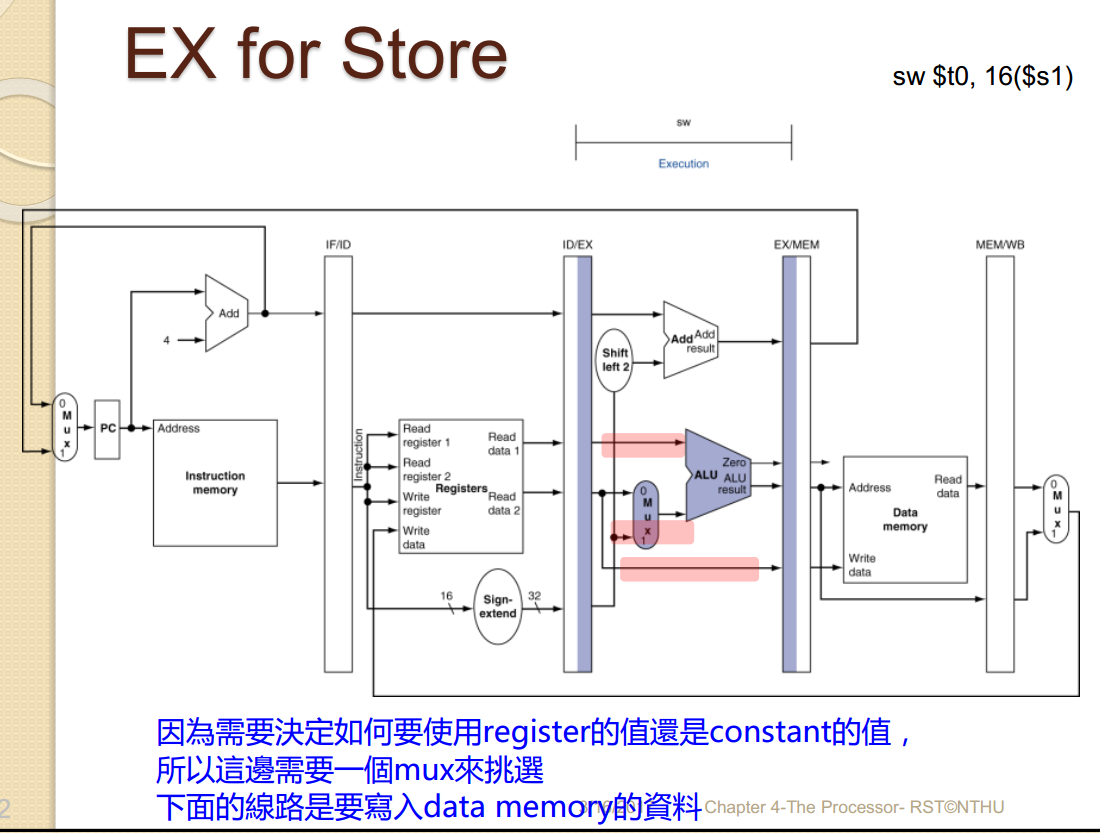 EX for Store
sw $t0, 16($s1)
sw
Execution
IF/ID
ID/EX
EX/MEM
MEM/WB
Add
4
Shift
left 2
Add Add
result
0
M
u
x
1
PC
Address
Instruction
memory
Instruction
Read
register 1
Read
data 1
Read
register 2
Registers
Write
register
Read
data 2
Write
data
0
M
u
x
1
Zero
ALU
ALU
result
Address
Read
data
Data
memory
Write
data
0
M
u
x
1
16
Sign-
extend
32
因為需要決定如何要使用register的值還是constant的值，
所以這邊需要一個mux來挑選
下面的線路是要寫入data memory的資料
Chapter 4-The Processor- RST©NTHU
2